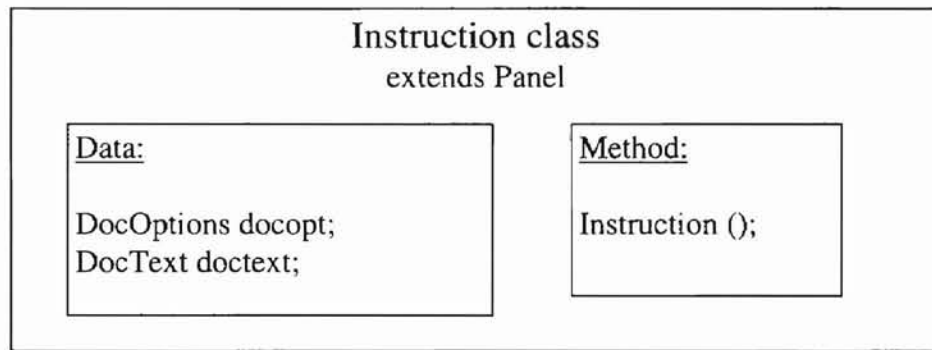 Instruction class
extends Panel
Data:
DocOptions docopt;
DocText doctext;
Method:
Instruction ();